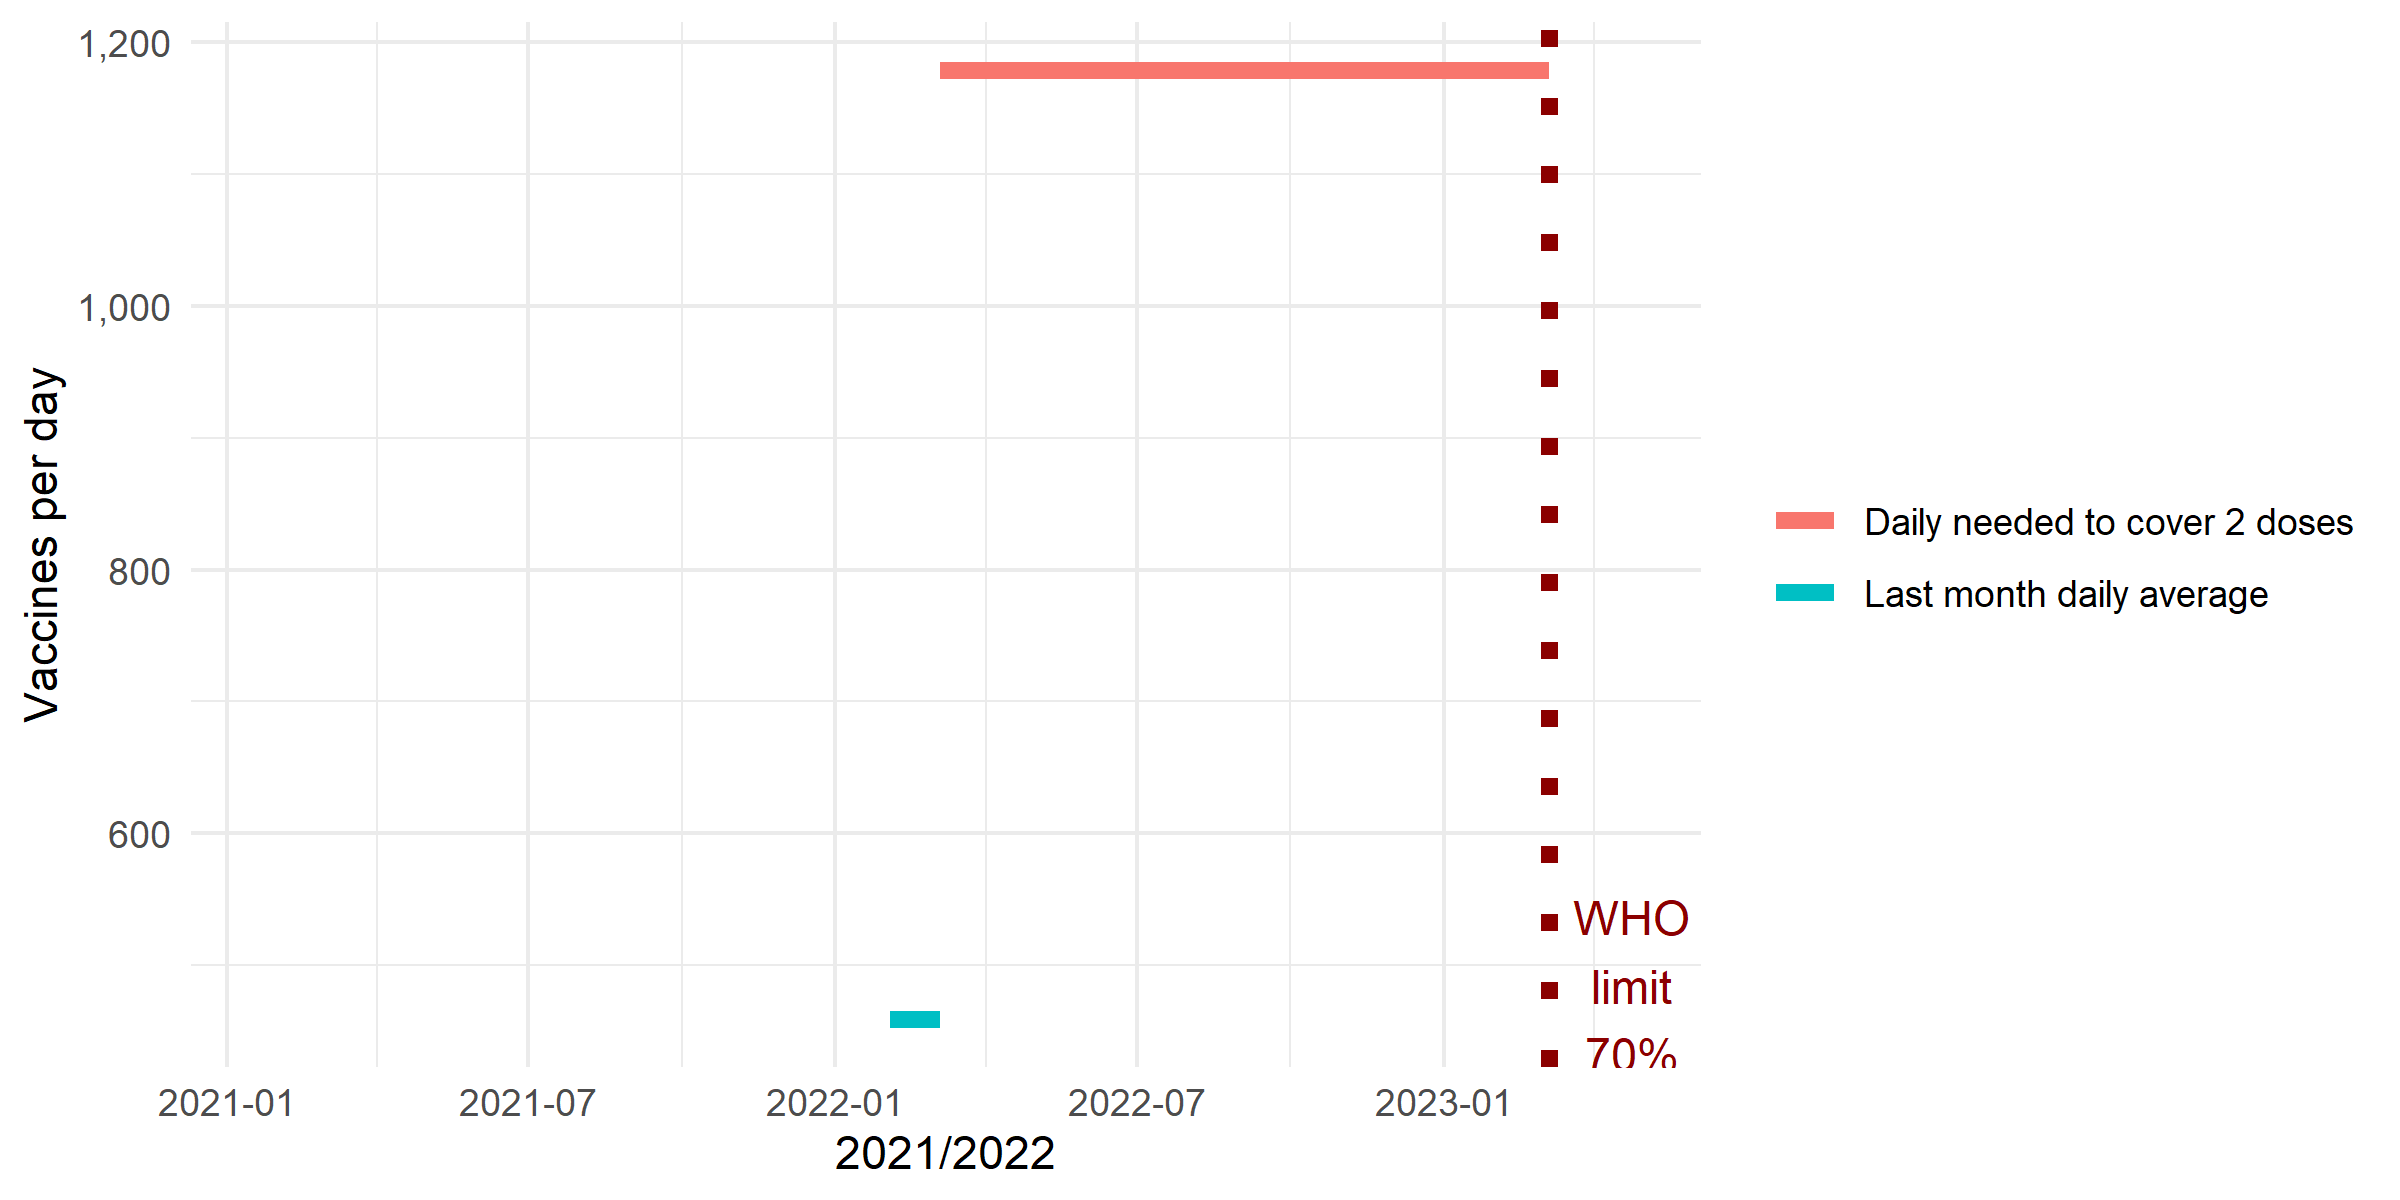 1,200
1,000
800
600
Vaccines per day
WHO
limit
70%
2021-01
2021-07
2022-01
2022-07
2023-01
2021/2022
Daily needed to cover 2 doses
Last month daily average